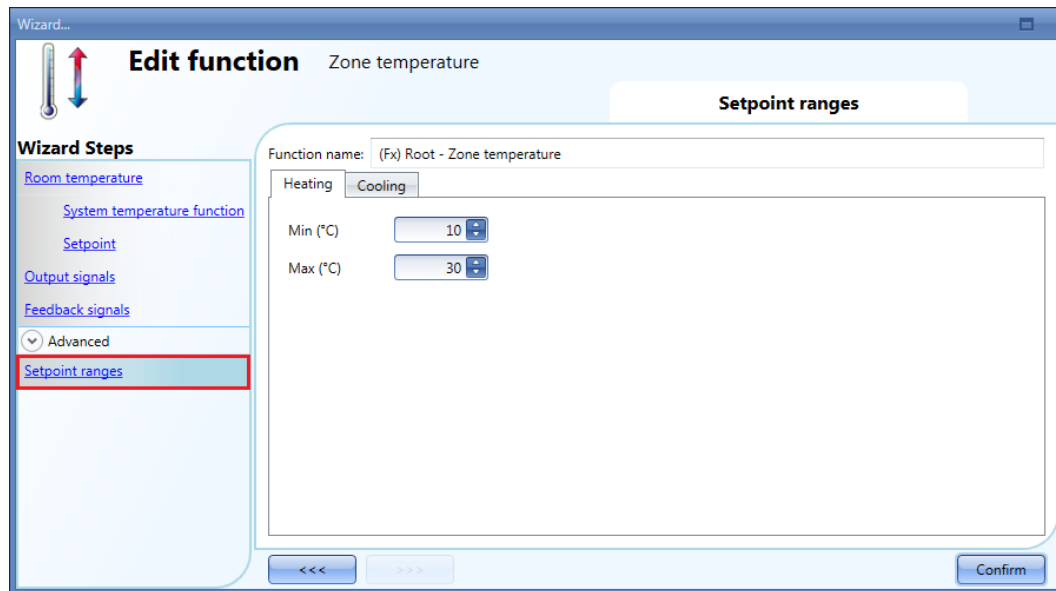 Wizard...
Edit function Zone temperature
Setpoint ranges
Wizard Steps
Room temperature
System temperature function
Setpoint
Output signals
Feedback signals
Advanced
Setpoint ranges
Function name: (Fx) Root - Zone temperature
Heating Cooling
Min (°C) 10
Max (°C) 30
<<< >>> Confirm